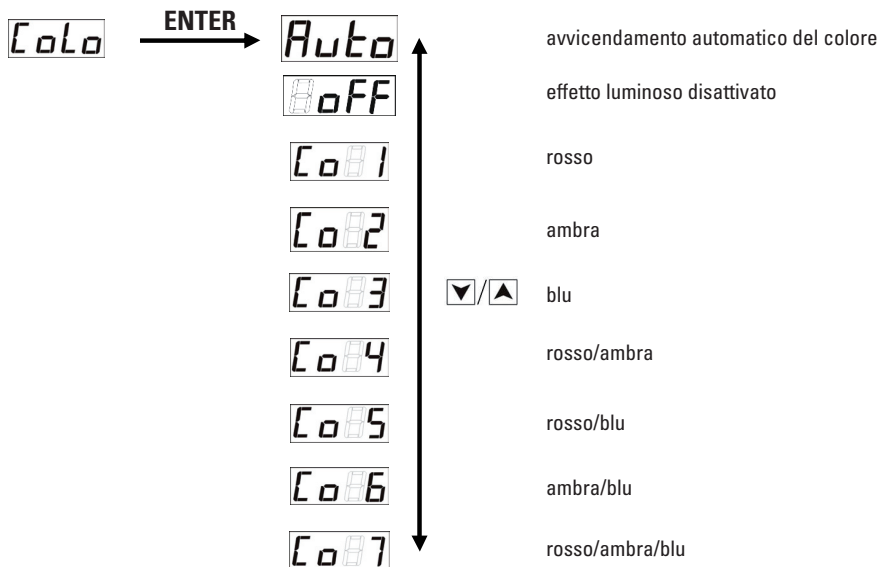 CoLo ENTER Auto avvicendamento automatico del colore
oFF effetto luminoso disattivato
Co 1 rosso
Co 2 ambra
Co 3 / blu
Co 4 rosso/ambra
Co 5 rosso/blu
Co 6 ambra/blu
Co 7 rosso/ambra/blu